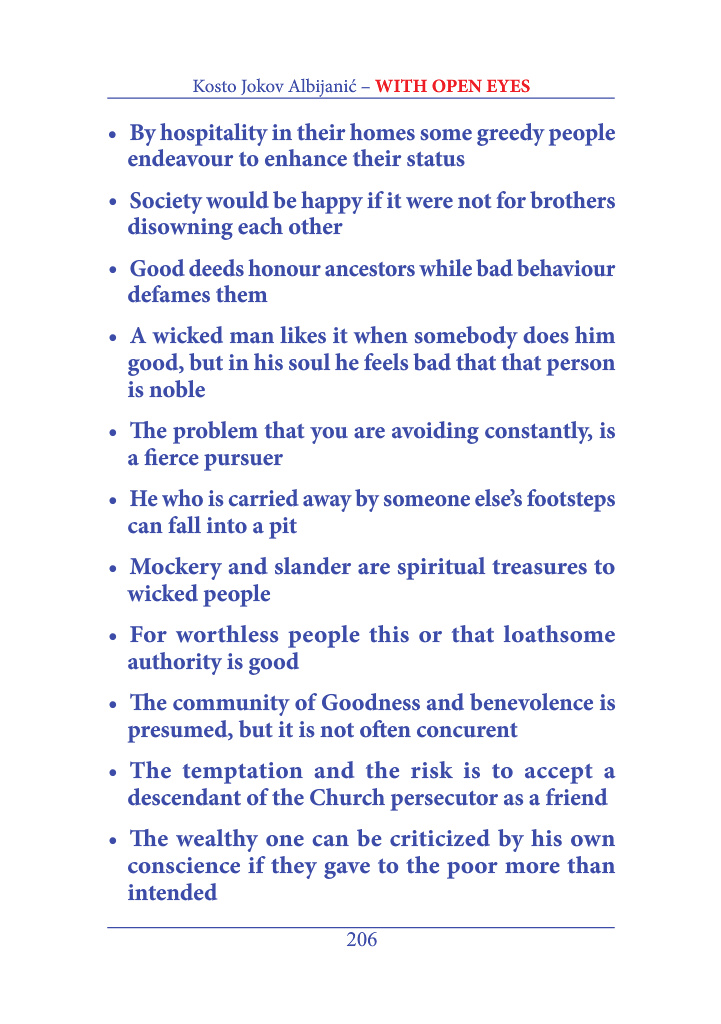 Kosto Jokov Albijanić – WITH OPEN EYES
• By hospitality in their homes some greedy people
endeavour to enhance their status
• Society would be happy if it were not for brothers
disowning each other
• Good deeds honour ancestors while bad behaviour
defames them
• A wicked man likes it when somebody does him
good, but in his soul he feels bad that that person
is noble
• The problem that you are avoiding constantly, is
a fierce pursuer
• He who is carried away by someone else’s footsteps
can fall into a pit
• Mockery and slander are spiritual treasures to
wicked people
• For worthless people this or that loathsome
authority is good
• The community of Goodness and benevolence is
presumed, but it is not often concurent
• The temptation and the risk is to accept a
descendant of the Church persecutor as a friend
• The wealthy one can be criticized by his own
conscience if they gave to the poor more than
intended
206